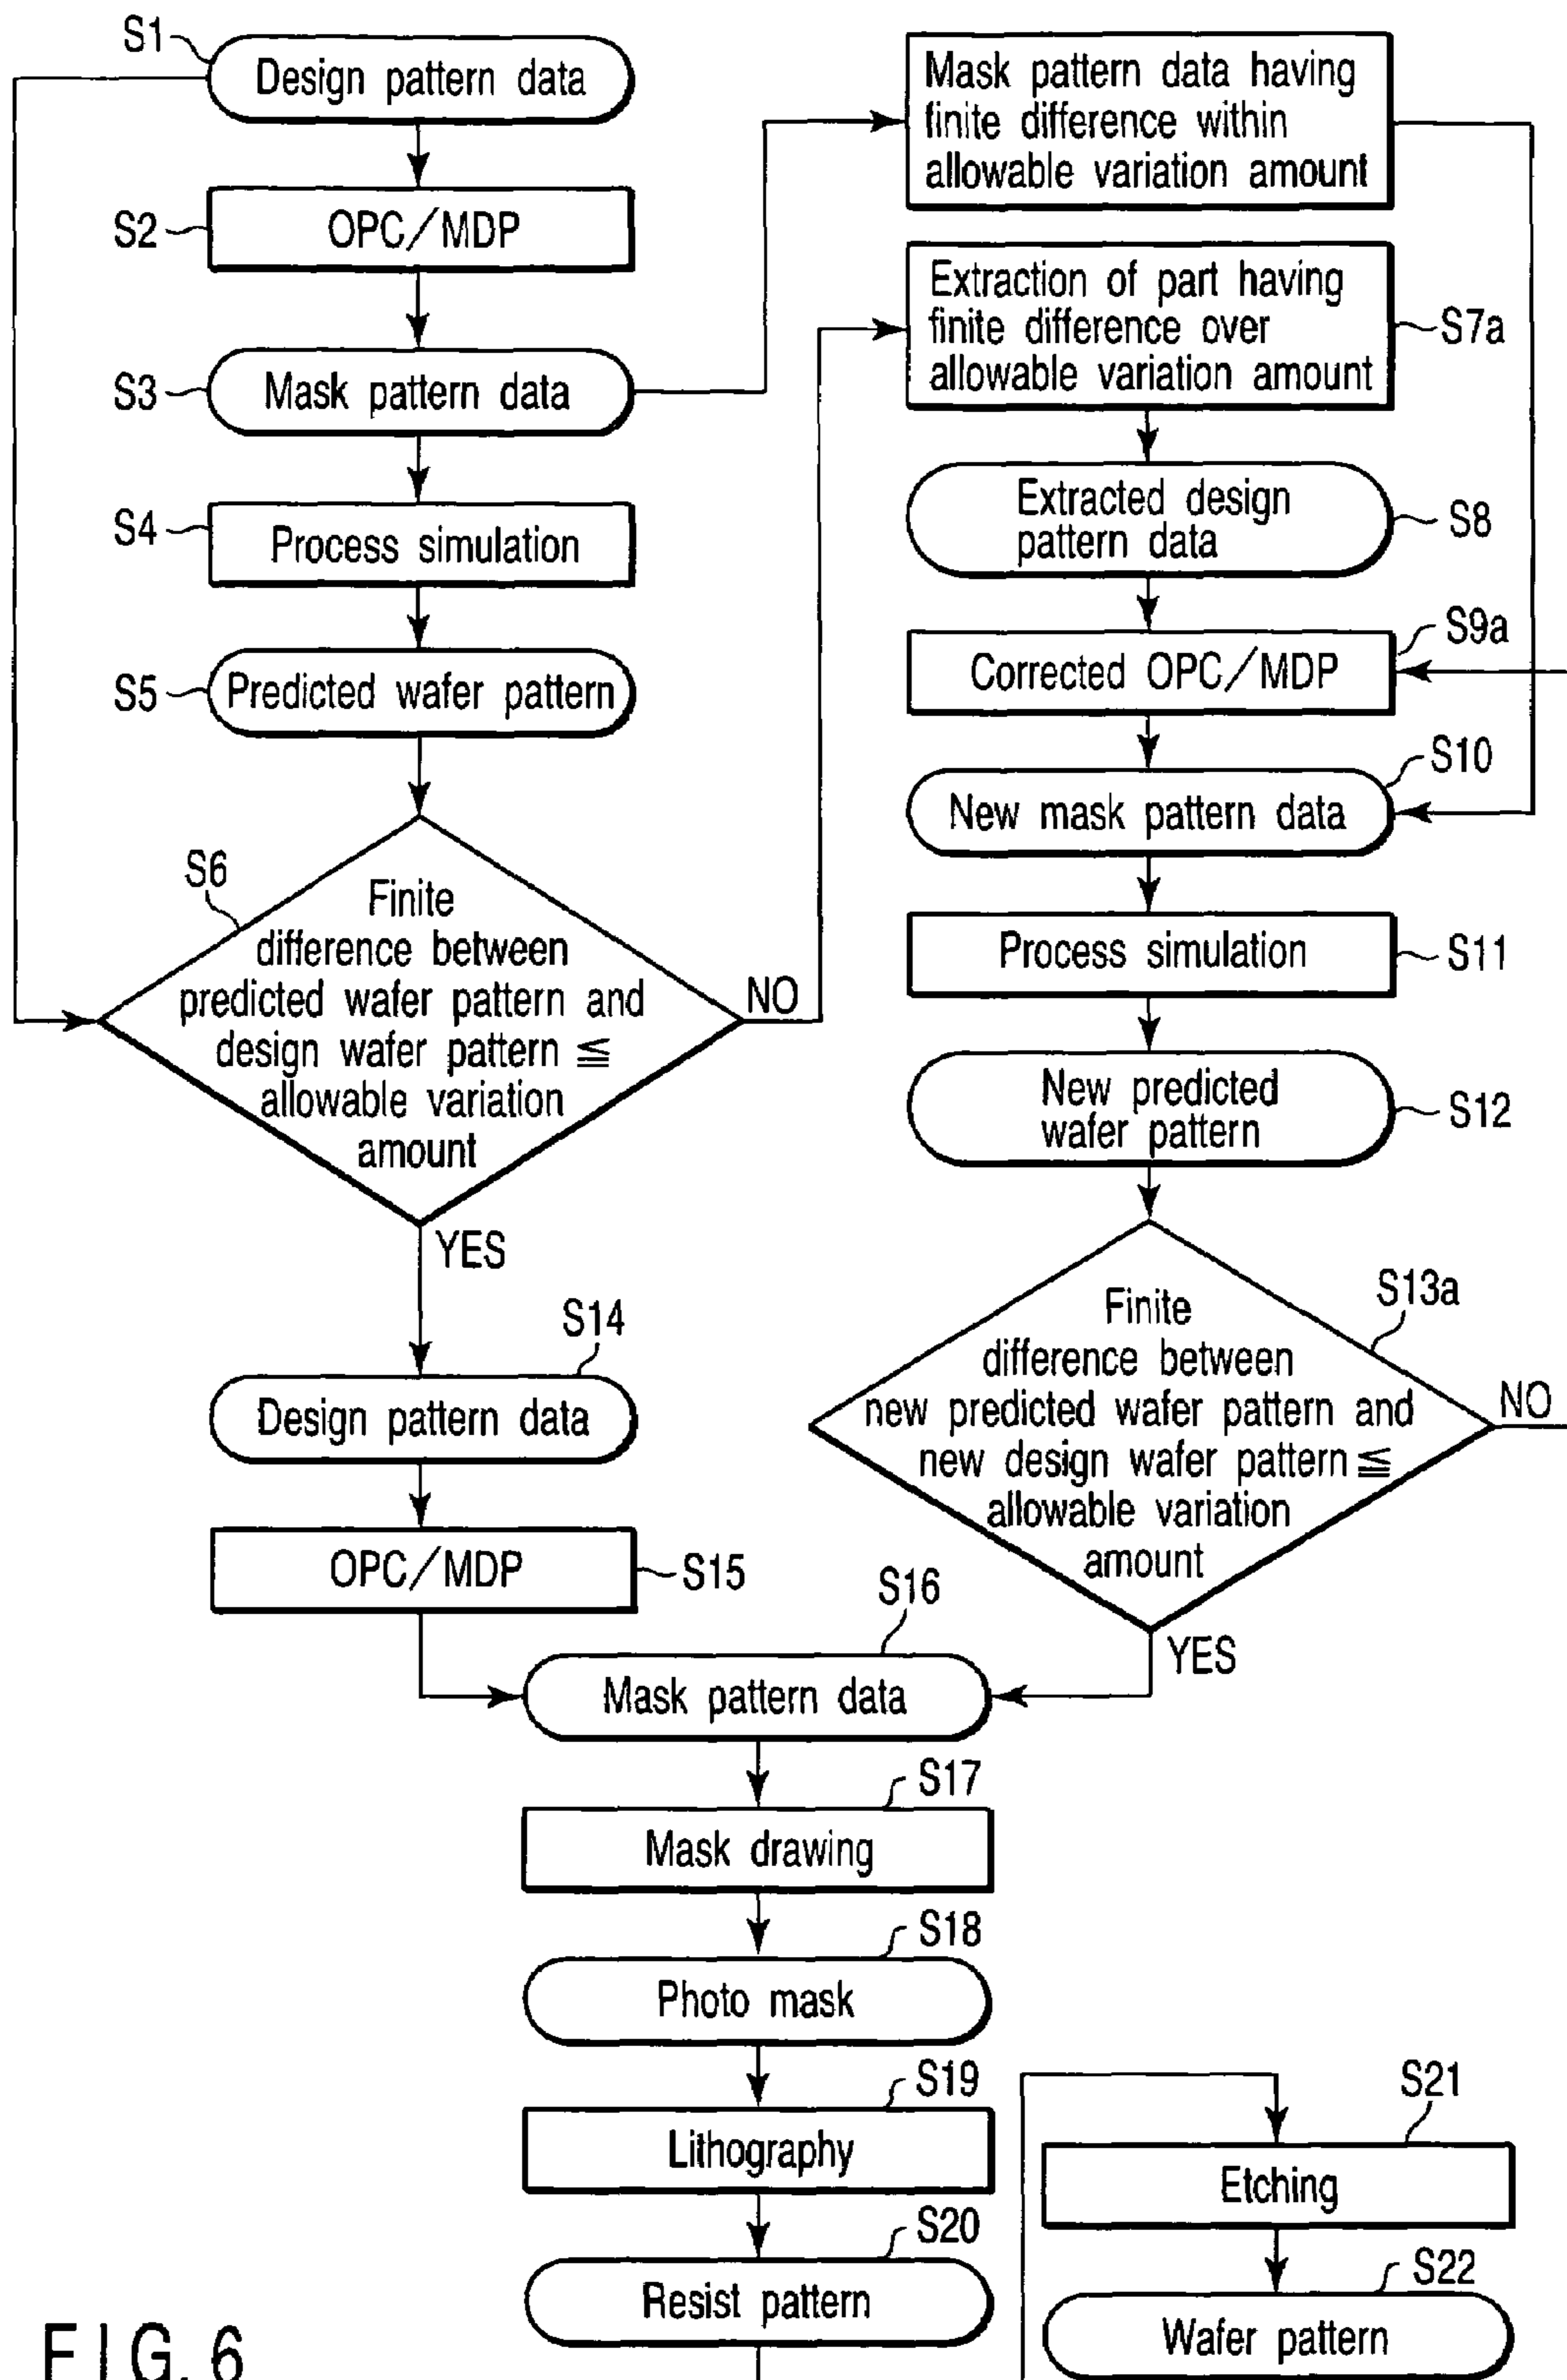 S1
Design pattern data
S2
OPC/MDP
S3
Mask pattern data
S4
Process simulation
S5
Predicted wafer pattern
S6
Finite
difference between
predicted wafer pattern and
design wafer pattern ≦
allowable variation
amount
NO
YES
S14
Design pattern data
OPC/MDP
S15
Mask pattern data having
finite difference within
allowable variation amount
Extraction of part having
finite difference over
allowable variation amount
S7a
Extracted design
pattern data
S8
S9a
Corrected OPC/MDP
S10
New mask pattern data
Process simulation
S11
New predicted
wafer pattern
S12
S13a
Finite
difference between
new predicted wafer pattern and
new design wafer pattern ≦
allowable variation
amount
NO
YES
S16
Mask pattern data
S17
Mask drawing
S18
Photo mask
S19
Lithography
S20
Resist pattern
S21
Etching
S22
Wafer pattern
FIG. 6